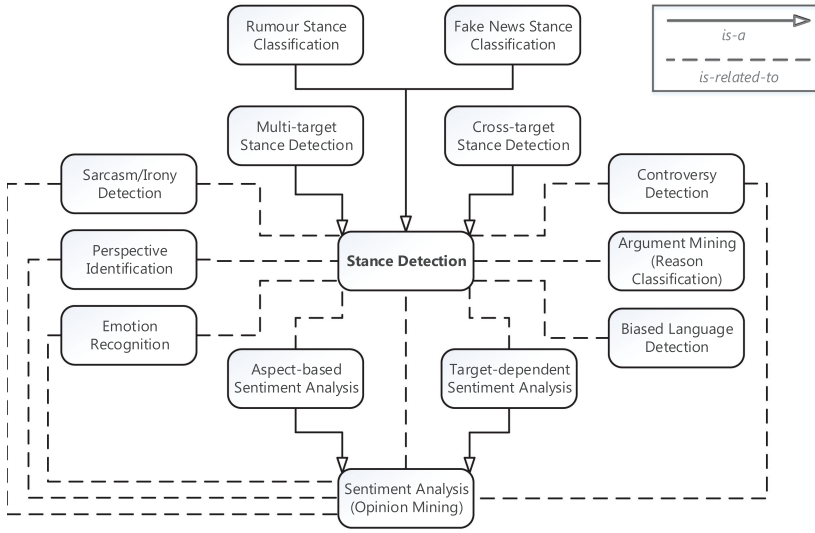 Rumour Stance
Classification
Fake News Stance
Classification
is-a
is-related-to
Multi-target
Stance Detection
Cross-target
Stance Detection
Sarcasm/Irony
Detection
Controversy
Detection
Perspective
Identification
Stance Detection
Argument Mining
(Reason
Classification)
Emotion
Recognition
Biased Language
Detection
Aspect-based
Sentiment Analysis
Target-dependent
Sentiment Analysis
Sentiment Analysis
(Opinion Mining)